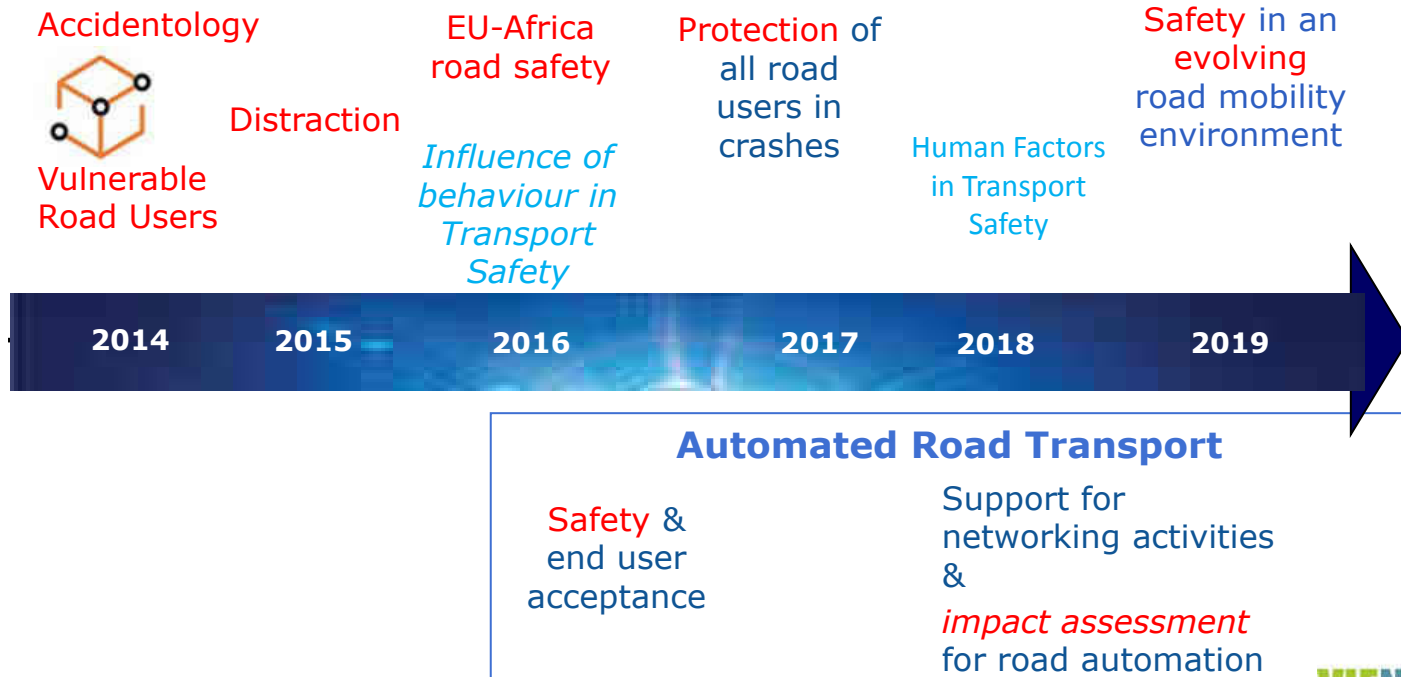 Accidentology
Vulnerable
Road Users
Distraction
EU-Africa
road safety
Influence of
behaviour in
Transport
Safety
Protection of
all road
users in
crashes
Human Factors
in Transport
Safety
Safety in an
evolving
road mobility
environment
2014
2015
2016
2017
2018
2019
Automated Road Transport
Safety &
end user
acceptance
Support for
networking activities
&
impact assessment
for road automation